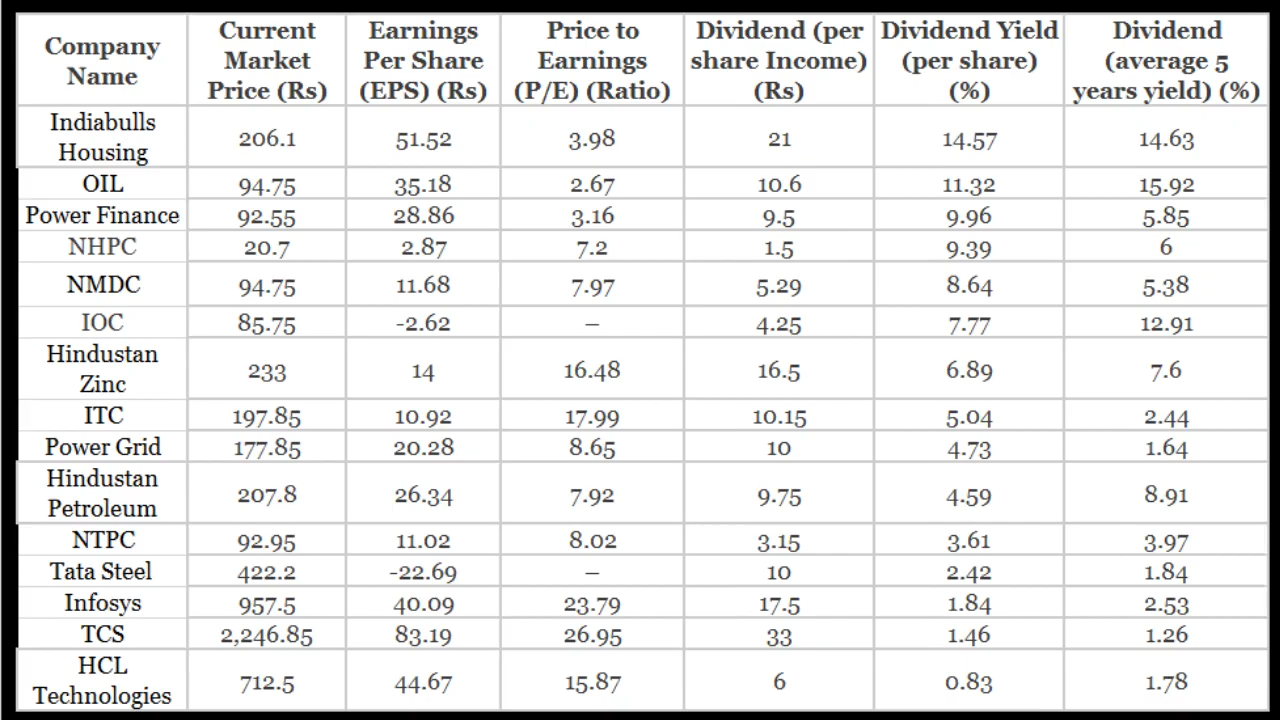 Company Name Current Market Price (Rs) Earnings Per Share (EPS) (Rs) Price to Earnings (P/E) (Ratio) Dividend (per share Income) (Rs) Dividend Yield (per share) (%) Dividend (average 5 years yield) (%)
Indiabulls Housing 206.1 51.52 3.98 21 14.57 14.63
OIL 94.75 35.18 2.67 10.6 11.32 15.92
Power Finance 92.55 28.86 3.16 9.5 9.96 5.85
NHPC 20.7 2.87 7.2 1.5 9.39 6
NMDC 94.75 11.68 7.97 5.29 8.64 5.38
IOC 85.75 -2.62 – 4.25 7.77 12.91
Hindustan Zinc 233 14 16.48 16.5 6.89 7.6
ITC 197.85 10.92 17.99 10.15 5.04 2.44
Power Grid 177.85 20.28 8.65 10 4.73 1.64
Hindustan Petroleum 207.8 26.34 7.92 9.75 4.59 8.91
NTPC 92.95 11.02 8.02 3.15 3.61 3.97
Tata Steel 422.2 -22.69 – 10 2.42 1.84
Infosys 957.5 40.09 23.79 17.5 1.84 2.53
TCS 2,246.85 83.19 26.95 33 1.46 1.26
HCL Technologies 712.5 44.67 15.87 6 0.83 1.78